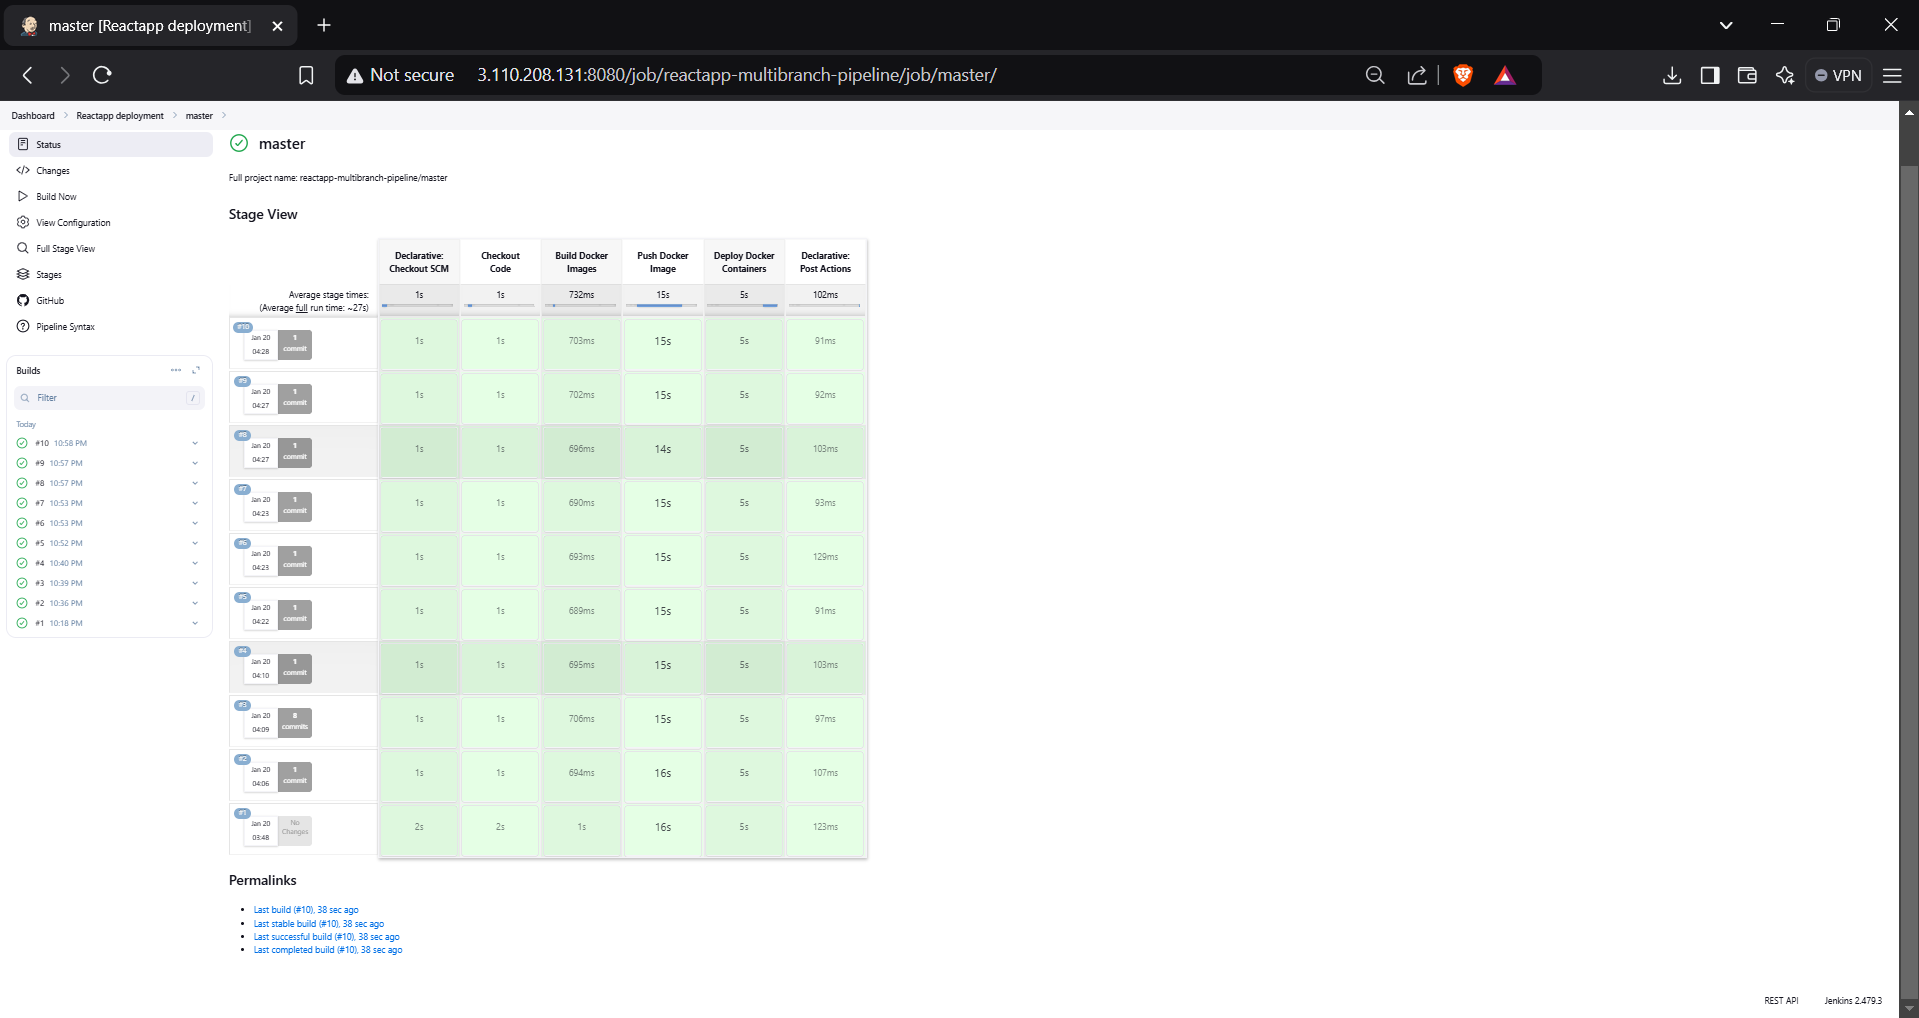 master [Reactapp deployment]
Not secure 3.110.208.131:8080/job/reactapp-multibranch-pipeline/job/master/
VPN
Dashboard Reactapp deployment master
Status
Changes
Build Now
View Configuration
Full Stage View
Stages
GitHub
Pipeline Syntax
Builds
Filter /
Today
#10 10:58 PM
#9 10:57 PM
#8 10:57 PM
#7 10:53 PM
#6 10:53 PM
#5 10:52 PM
#4 10:40 PM
#3 10:39 PM
#2 10:36 PM
#1 10:18 PM
master
Full project name: reactapp-multibranch-pipeline/master
Stage View
Declarative: Checkout SCM
Checkout Code
Build Docker Images
Push Docker Image
Deploy Docker Containers
Declarative: Post Actions
Average stage times:
(Average full run time: ~27s)
1s 1s 732ms 15s 5s 102ms
#10
Jan 20 04:28 1 commit
1s 1s 703ms 15s 5s 91ms
#9
Jan 20 04:27 1 commit
1s 1s 702ms 15s 5s 92ms
#8
Jan 20 04:27 1 commit
1s 1s 696ms 14s 5s 103ms
#7
Jan 20 04:23 1 commit
1s 1s 690ms 15s 5s 93ms
#6
Jan 20 04:23 1 commit
1s 1s 693ms 15s 5s 129ms
#5
Jan 20 04:22 1 commit
1s 1s 689ms 15s 5s 91ms
#4
Jan 20 04:10 1 commit
1s 1s 695ms 15s 5s 103ms
#3
Jan 20 04:09 8 commits
1s 1s 706ms 15s 5s 97ms
#2
Jan 20 04:06 1 commit
1s 1s 694ms 16s 5s 107ms
#1
Jan 20 03:48 No Changes
2s 2s 1s 16s 5s 123ms
Permalinks
Last build (#10), 38 sec ago
Last stable build (#10), 38 sec ago
Last successful build (#10), 38 sec ago
Last completed build (#10), 38 sec ago
REST API Jenkins 2.479.3